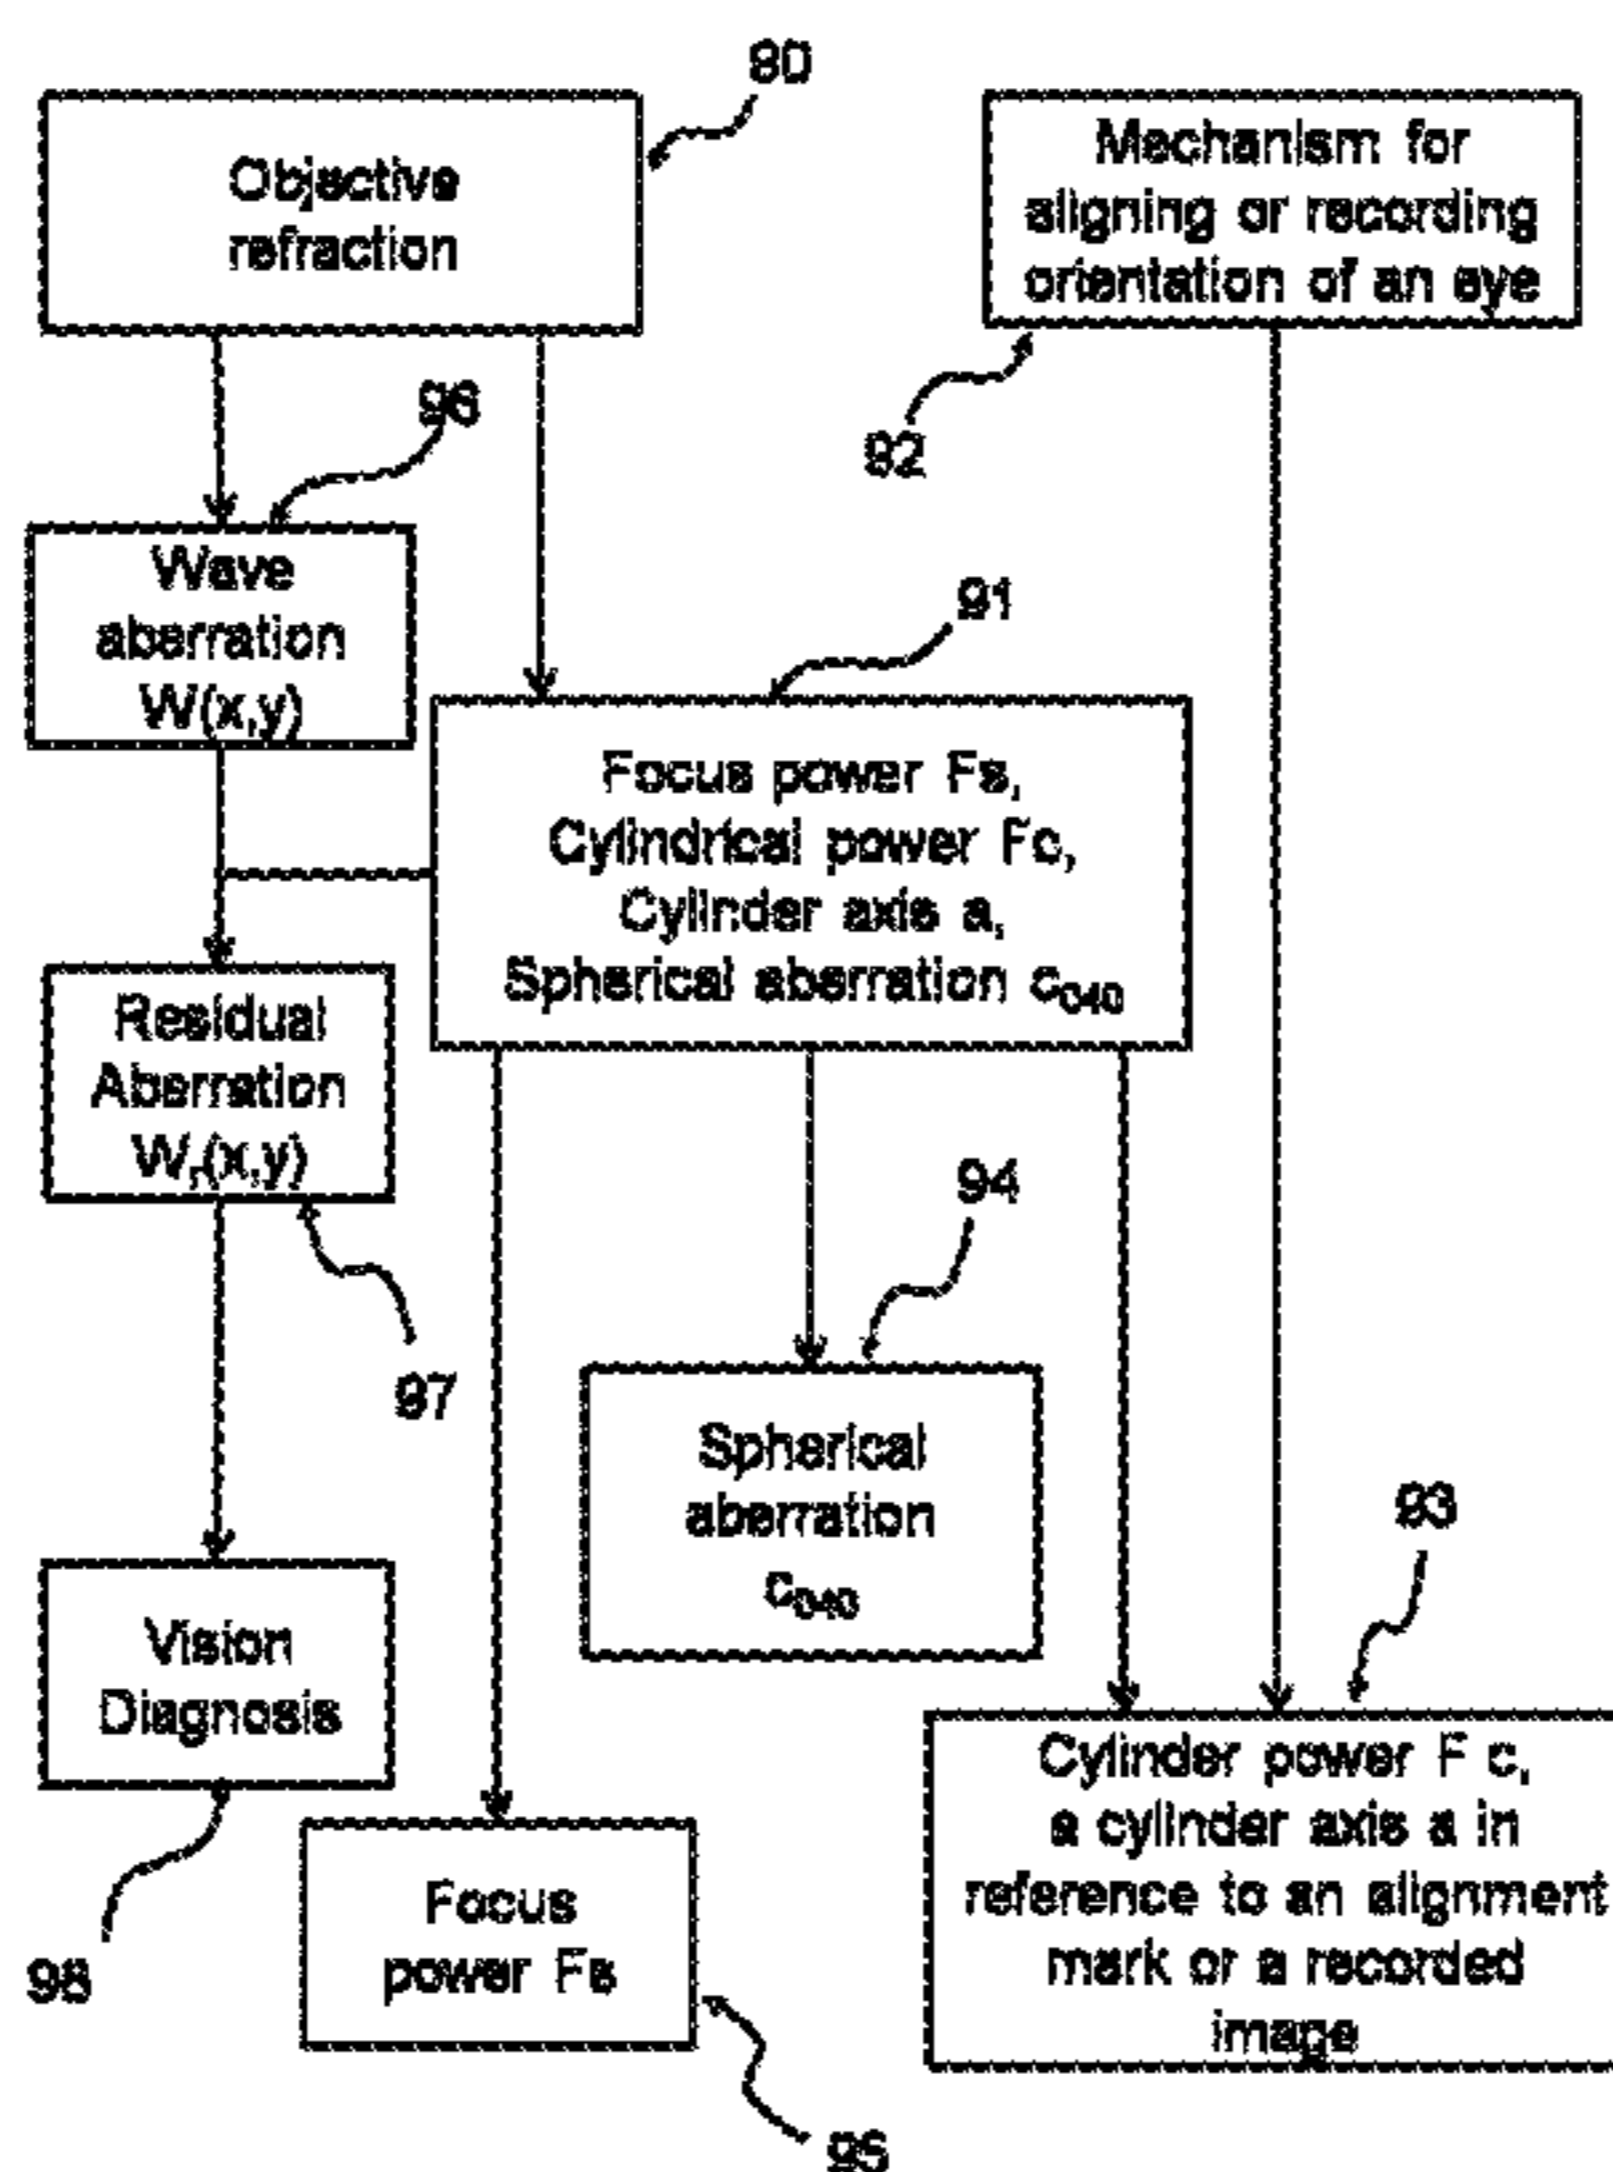 90
Objective
refraction
Mechanism for
aligning or recording
orientation of an eye
92
96
Wave
aberration
W(x,y)
91
Focus power Fs,
Cylindrical power Fc,
Cylinder axis a,
Spherical aberration c₀₄₀
Residual
Aberration
Wᵣ(x,y)
97
94
Spherical
aberration
c₀₄₀
93
Vision
Diagnosis
98
Focus
power Fs
95
Cylinder power F c,
a cylinder axis a in
reference to an alignment
mark or a recorded
image